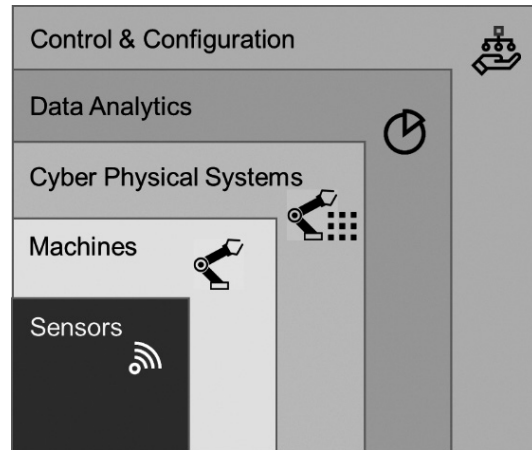 Control & Configuration
Data Analytics
Cyber Physical Systems
Machines
Sensors